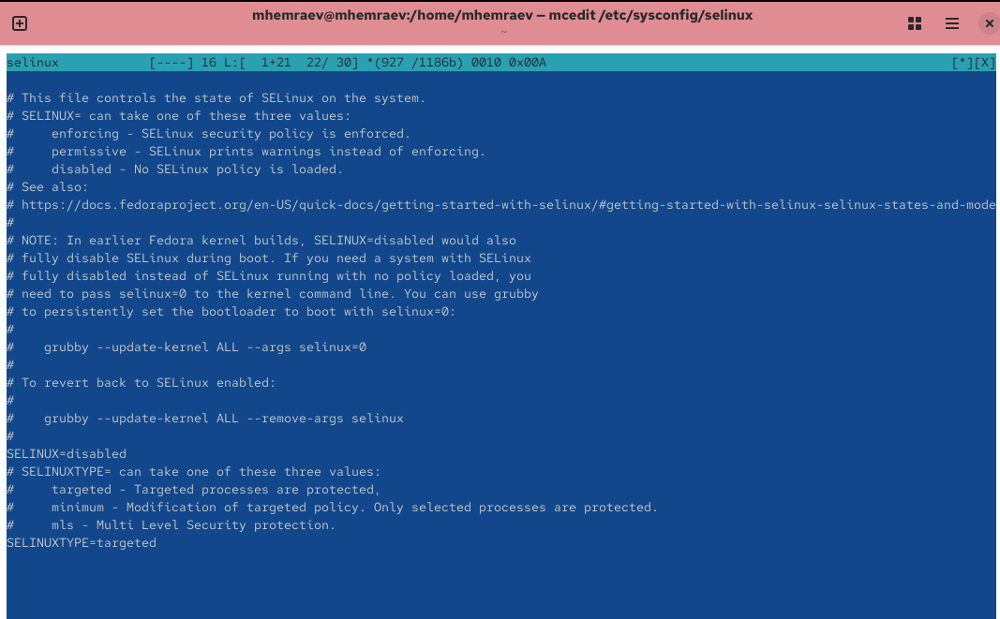 mhemraev@mhemraev:/home/mhemraev — mcedit /etc/sysconfig/selinux
~
selinux            [----] 16 L:[  1+21  22/ 30] *(927 /1186b) 0010 0x00A                                                      [*][X]
# This file controls the state of SELinux on the system.
# SELINUX= can take one of these three values:
#     enforcing - SELinux security policy is enforced.
#     permissive - SELinux prints warnings instead of enforcing.
#     disabled - No SELinux policy is loaded.
# See also:
# https://docs.fedoraproject.org/en-US/quick-docs/getting-started-with-selinux/#getting-started-with-selinux-selinux-states-and-mode
#
# NOTE: In earlier Fedora kernel builds, SELINUX=disabled would also
# fully disable SELinux during boot. If you need a system with SELinux
# fully disabled instead of SELinux running with no policy loaded, you
# need to pass selinux=0 to the kernel command line. You can use grubby
# to persistently set the bootloader to boot with selinux=0:
#
#    grubby --update-kernel ALL --args selinux=0
#
# To revert back to SELinux enabled:
#
#    grubby --update-kernel ALL --remove-args selinux
#
SELINUX=disabled
# SELINUXTYPE= can take one of these three values:
#     targeted - Targeted processes are protected,
#     minimum - Modification of targeted policy. Only selected processes are protected.
#     mls - Multi Level Security protection.
SELINUXTYPE=targeted